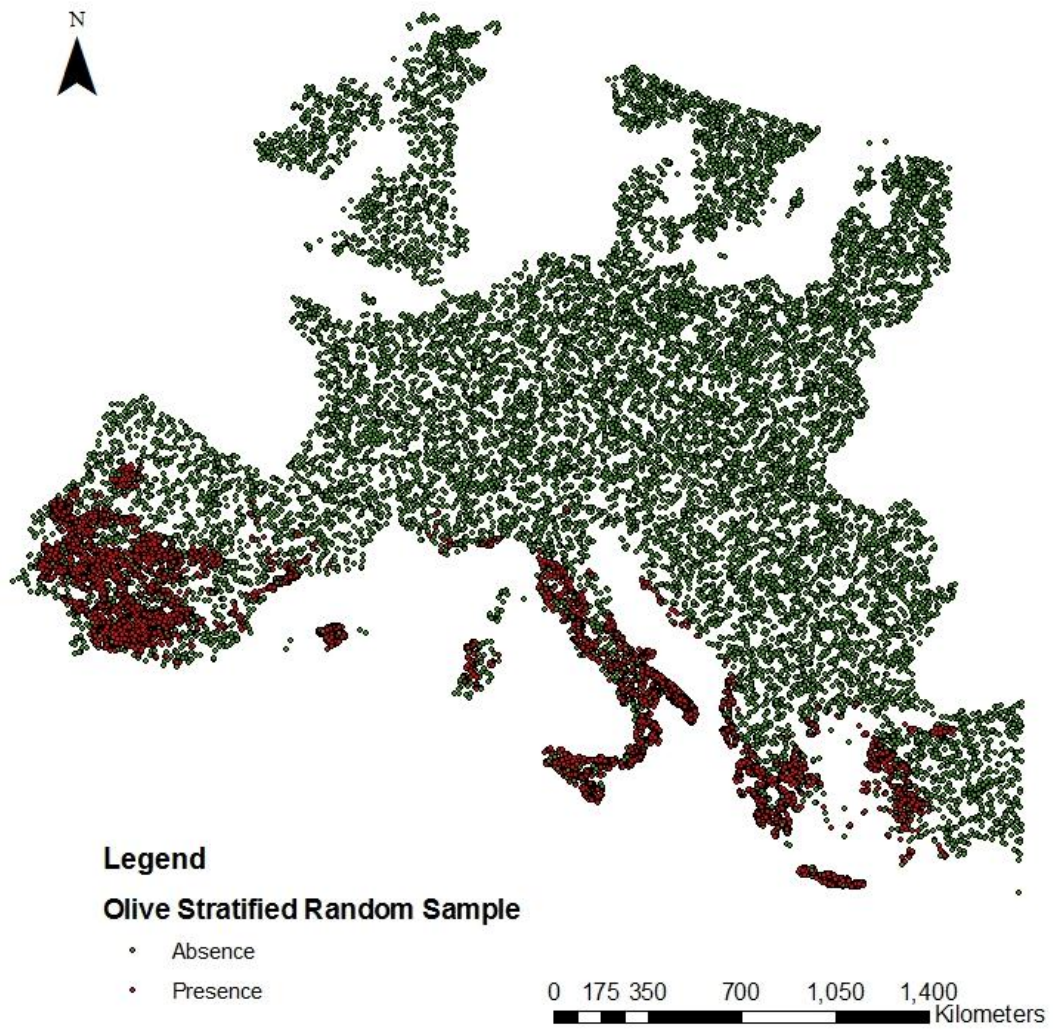 N
Legend
Olive Stratified Random Sample
Absence
Presence
0 175 350 700 1,050 1,400
Kilometers